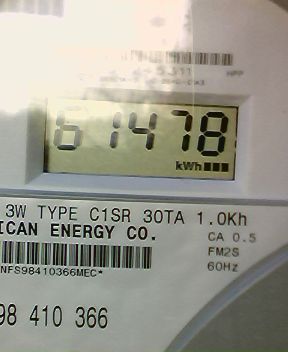 61478
kWh
3W TYPE C1SR 30TA 1.0Kh
ICAN ENERGY CO.
CA 0.5
FM2S
60Hz
NFS98410366MEC*
98 410 366